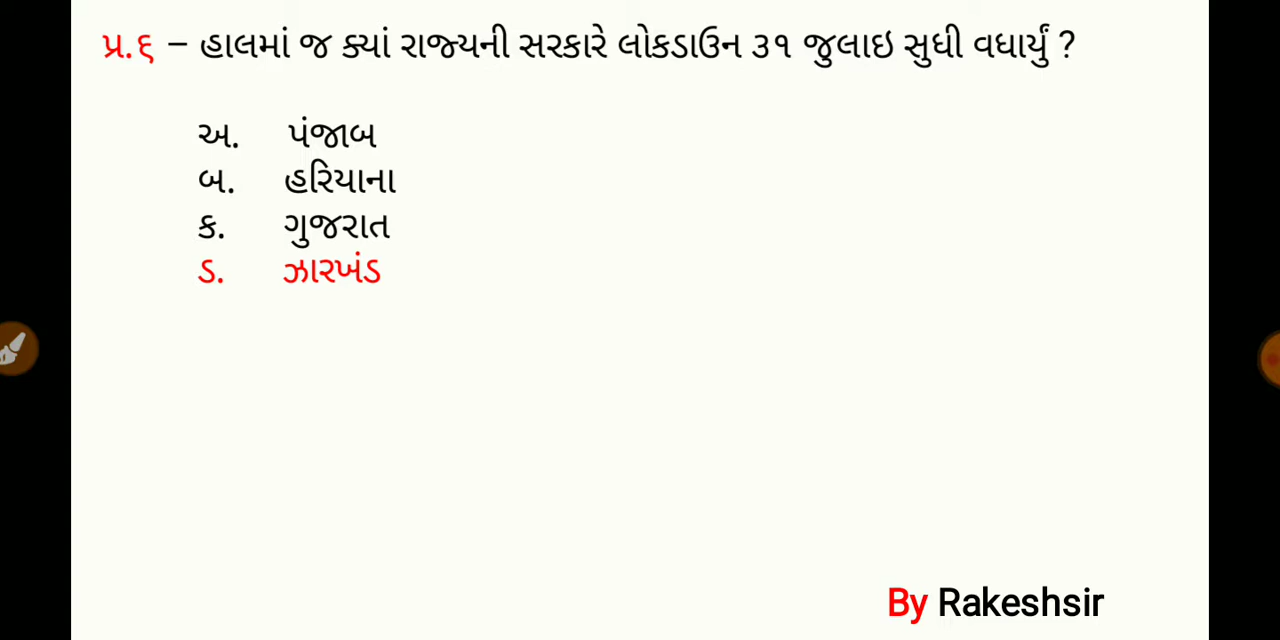 પ્ર.૬ – હાલમાં જ ક્યાં રાજ્યની સરકારે લોકડાઉન ૩૧ જુલાઇ સુધી વધાર્યું ?
અ. પંજાબ
બ. હરિયાના
ક. ગુજરાત
ડ. ઝારખંડ
By Rakeshsir